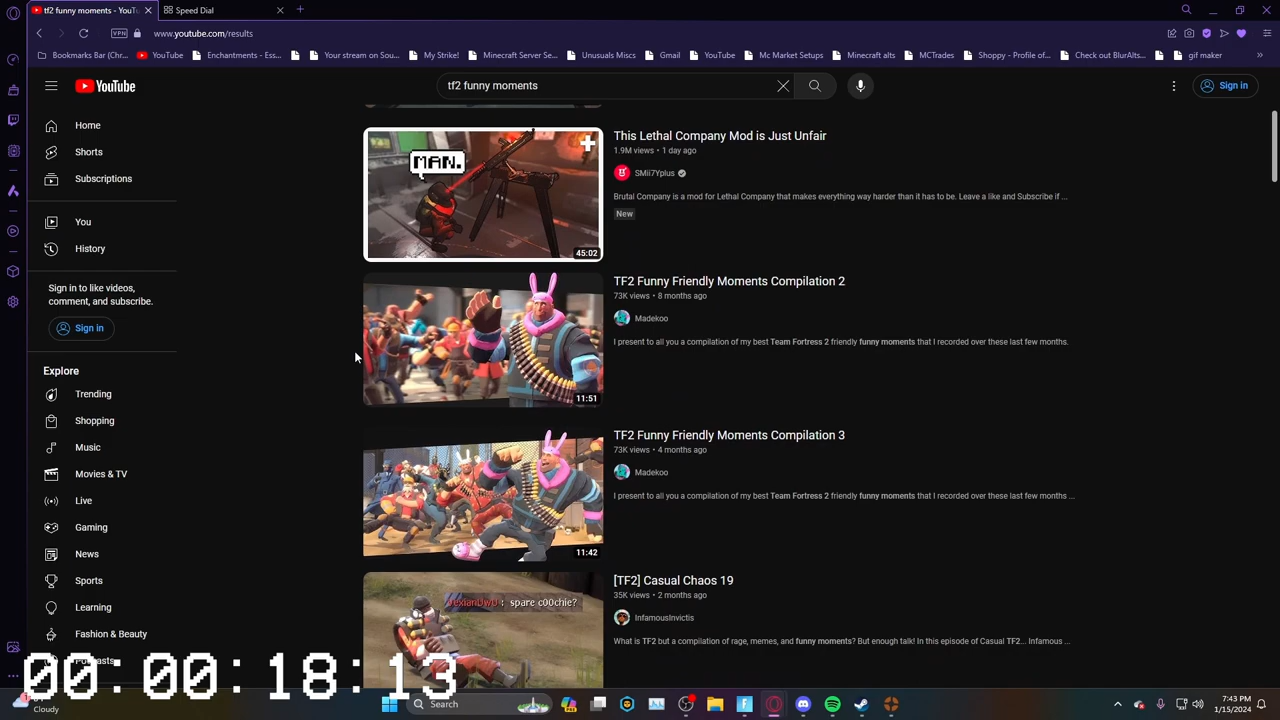 tf2 funny moments - YouT
Speed Dial
VPN
www.youtube.com/results
Bookmarks Bar (Chr...
YouTube
Enchantments - Ess...
Your stream on Sou...
My Strike!
Minecraft Server Se...
Unusuals Miscs
Gmail
YouTube
Mc Market Setups
Minecraft alts
MCTrades
Shoppy - Profile of...
Check out BlurAlts...
gif maker
YouTube
tf2 funny moments
Sign in
Home
Shorts
Subscriptions
You
History
Sign in to like videos,
comment, and subscribe.
Sign in
Explore
Trending
Shopping
Music
Movies & TV
Live
Gaming
News
Sports
Learning
Fashion & Beauty
Podcasts
MAN.
45:02
This Lethal Company Mod is Just Unfair
1.9M views • 1 day ago
SMii7Yplus
Brutal Company is a mod for Lethal Company that makes everything way harder than it has to be. Leave a like and Subscribe if ...
New
11:51
TF2 Funny Friendly Moments Compilation 2
73K views • 8 months ago
Madekoo
I present to all you a compilation of my best Team Fortress 2 friendly funny moments that I recorded over these last few months.
11:42
TF2 Funny Friendly Moments Compilation 3
73K views • 4 months ago
Madekoo
I present to all you a compilation of my best Team Fortress 2 friendly funny moments that I recorded over these last few months ...
VexianUwU : spare c00chie?
[TF2] Casual Chaos 19
35K views • 2 months ago
InfamousInvictis
What is TF2 but a compilation of rage, memes, and funny moments? But enough talk! In this episode of Casual TF2... Infamous ...
00:00:18:13
Cloudy
Search
7:43 PM
1/15/2024